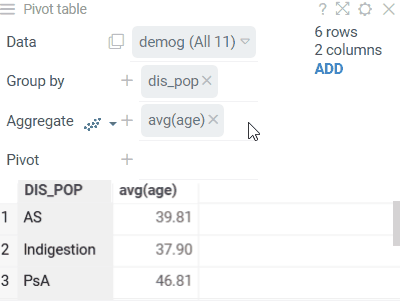 Pivot table ?
Data demog (All 11) 6 rows
2 columns
Group by + dis_pop × ADD
Aggregate + avg(age) ×
Pivot +
DIS_POP avg(age)
1 AS 39.81
2 Indigestion 37.90
3 PsA 46.81